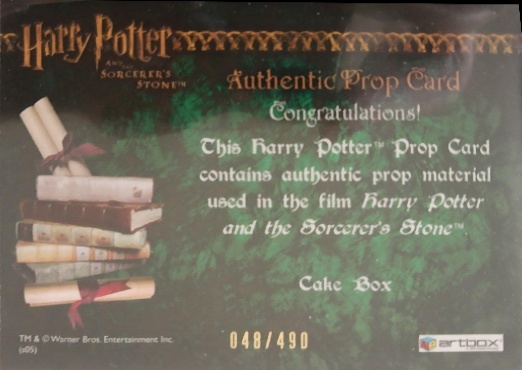 Harry Potter
AND THE
SORCERER'S
STONE™
Authentic Prop Card
Congratulations!
This Harry Potter™ Prop Card
contains authentic prop material
used in the film Harry Potter
and the Sorcerer's Stone™.
Cake Box
TM & © Warner Bros. Entertainment Inc.
(s05)
048/490
artbox